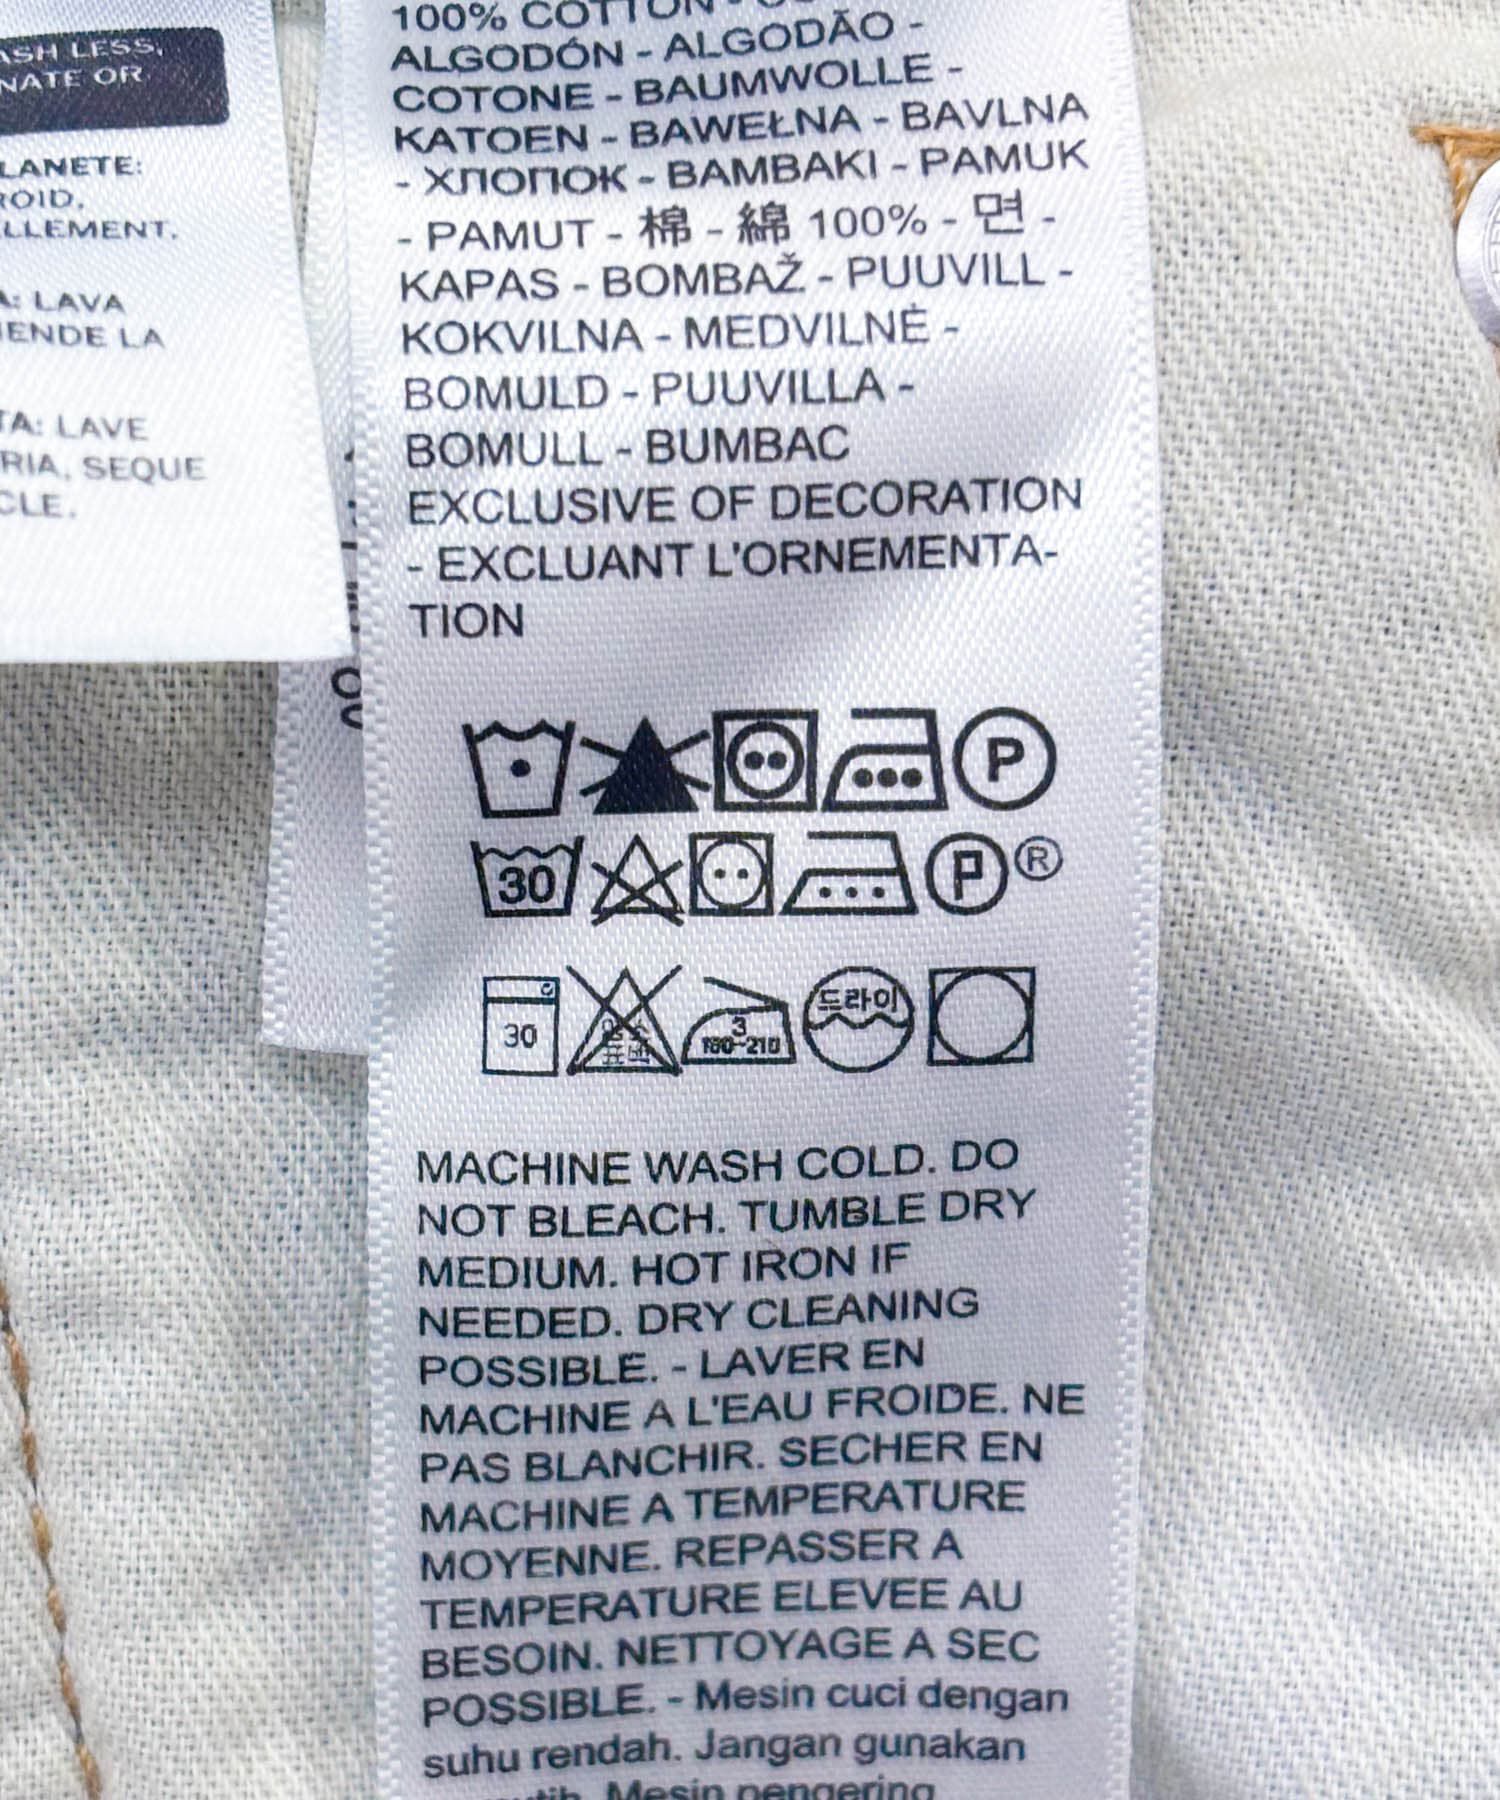 ASH LESS,
NATE OR
LANETE:
ROID,
LLEMENT.
A: LAVA
IENDE LA
TA: LAVE
RIA, SEQUE
CLE.
100% COTTON -
ALGODÓN - ALGODÃO -
COTONE - BAUMWOLLE -
KATOEN - BAWEŁNA - BAVLNA
- ХЛОПОК - BAMBAKI - PAMUK
- PAMUT - 棉 - 綿 100% - 면 -
KAPAS - BOMBAŽ - PUUVILL -
KOKVILNA - MEDVILNĖ -
BOMULD - PUUVILLA -
BOMULL - BUMBAC
EXCLUSIVE OF DECORATION
- EXCLUANT L'ORNEMENTA-
TION
P
30 P ®
30 3 180~210 드라이
MACHINE WASH COLD. DO
NOT BLEACH. TUMBLE DRY
MEDIUM. HOT IRON IF
NEEDED. DRY CLEANING
POSSIBLE. - LAVER EN
MACHINE A L'EAU FROIDE. NE
PAS BLANCHIR. SECHER EN
MACHINE A TEMPERATURE
MOYENNE. REPASSER A
TEMPERATURE ELEVEE AU
BESOIN. NETTOYAGE A SEC
POSSIBLE. - Mesin cuci dengan
suhu rendah. Jangan gunakan
Mesin pengering